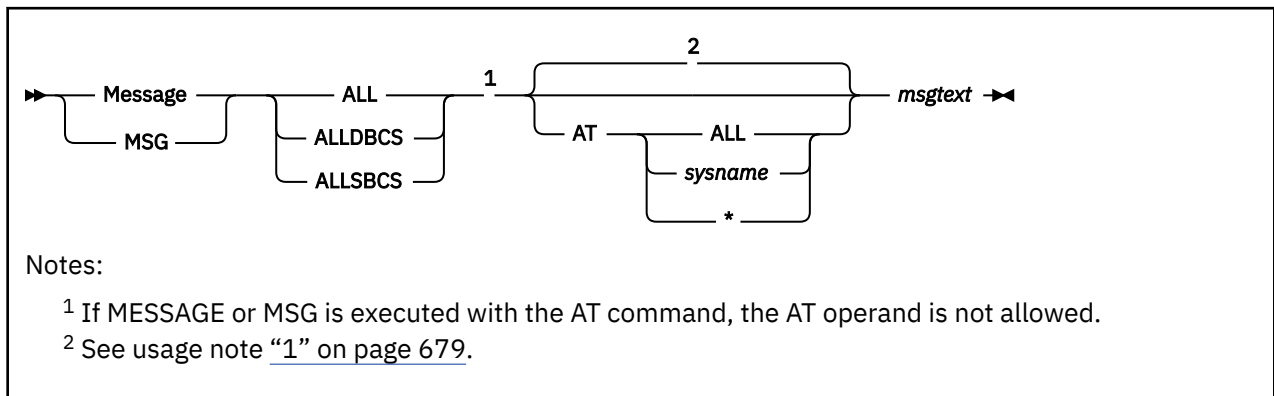 2
▶▶ Message ALL 1 msgtext ▶◀
MSG ALLDBCS AT ALL
ALLSBCS sysname
*
Notes:
1 If MESSAGE or MSG is executed with the AT command, the AT operand is not allowed.
2 See usage note “1” on page 679.